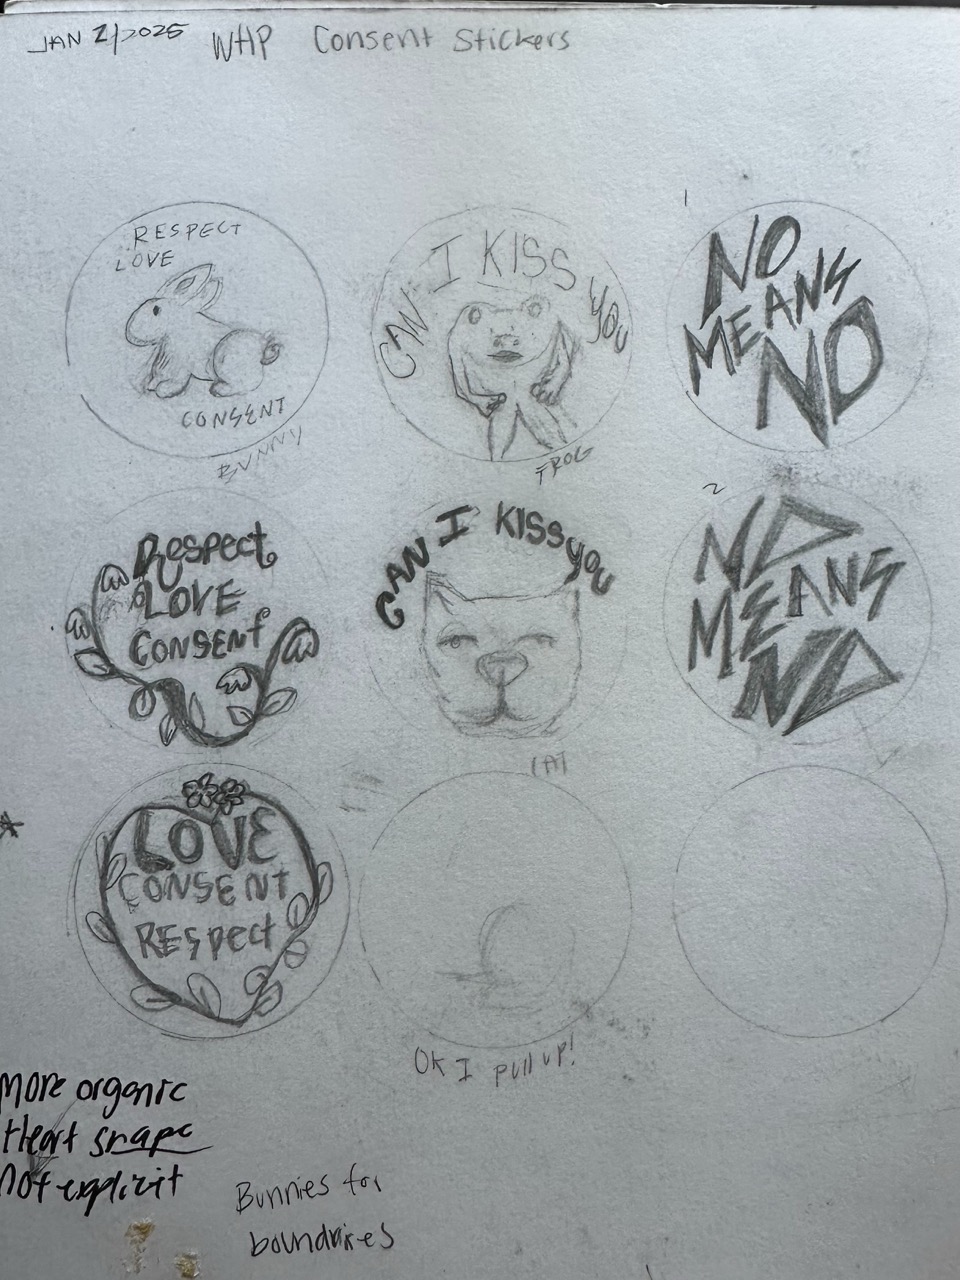 JAN 2/2025 WHP Consent Stickers
RESPECT
LOVE
CONSENT
BUNNY
CAN I KISS YOU
FROG
1
NO
MEANS
NO
Respect
LOVE
CONSENT
CAN I KISS YOU
CAT
2
NO
MEANS
NO
*
LOVE
CONSENT
RESPECT
OK I pull up!
More organic
Heart shape
Not explicit
Bunnies for
boundries